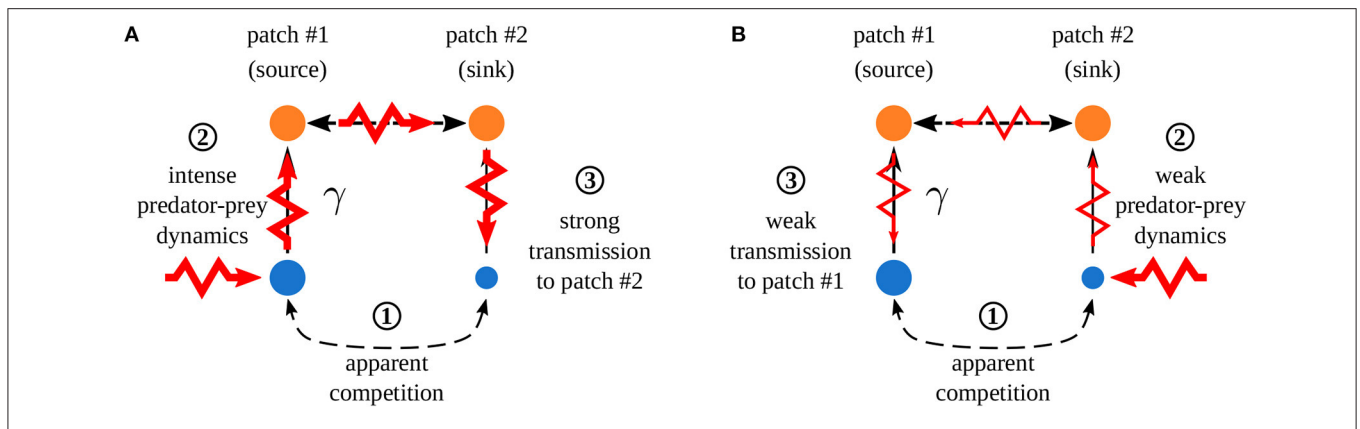 A
patch #1
(source)
patch #2
(sink)
②
intense
predator-prey
dynamics
γ
③
strong
transmission
to patch #2
①
apparent
competition
B
patch #1
(source)
patch #2
(sink)
③
weak
transmission
to patch #1
γ
②
weak
predator-prey
dynamics
①
apparent
competition